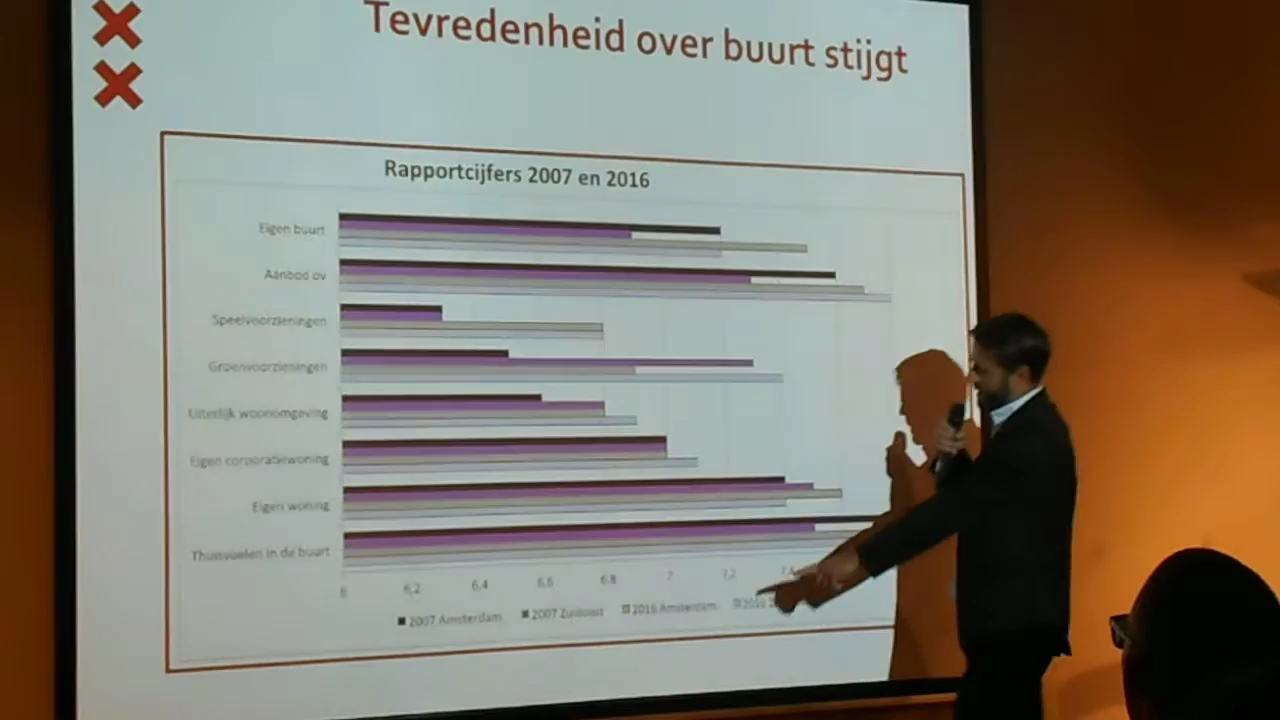 Tevredenheid over buurt stijgt
Rapportcijfers 2007 en 2016
Eigen buurt
Aanbod ov
Speelvoorzieningen
Groenvoorzieningen
Uiterlijk woonomgeving
Eigen corporatiewoning
Eigen woning
Thuisvoelen in de buurt
6 6,2 6,4 6,6 6,8 7 7,2 7,4
2007 Amsterdam 2007 Zuidoost 2016 Amsterdam 2016